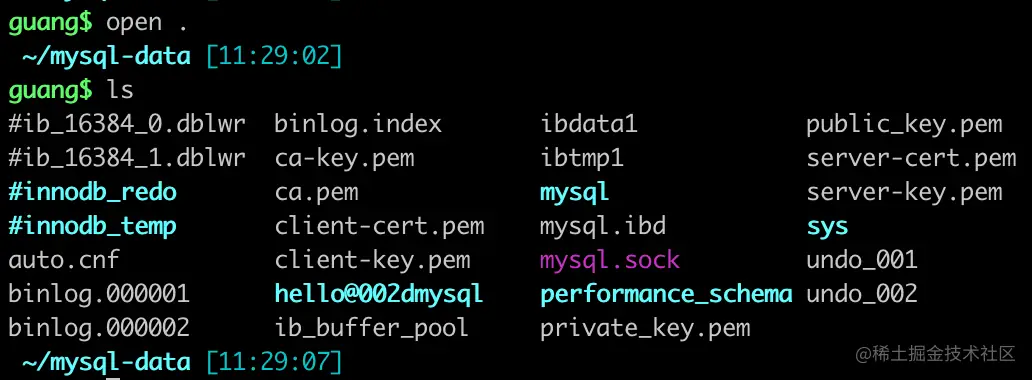 guang$ open .
~/mysql-data [11:29:02]
guang$ ls
#ib_16384_0.dblwr binlog.index ibdata1 public_key.pem
#ib_16384_1.dblwr ca-key.pem ibtmp1 server-cert.pem
#innodb_redo ca.pem mysql server-key.pem
#innodb_temp client-cert.pem mysql.ibd sys
auto.cnf client-key.pem mysql.sock undo_001
binlog.000001 hello@002dmysql performance_schema undo_002
binlog.000002 ib_buffer_pool private_key.pem
~/mysql-data [11:29:07]
@稀土掘金技术社区